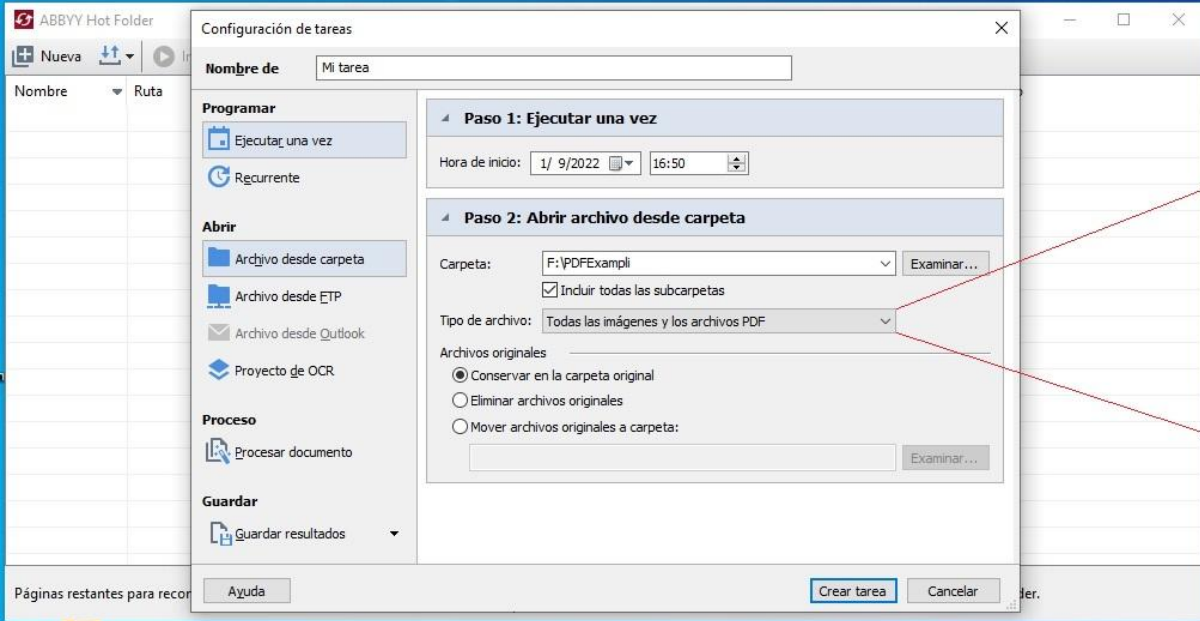 ABBYY Hot Folder
Nueva
Nombre Ruta
Configuración de tareas
Nombre de Mi tarea
Programar
Ejecutar una vez
Recurrente
Abrir
Archivo desde carpeta
Archivo desde FTP
Archivo desde Outlook
Proyecto de OCR
Proceso
Procesar documento
Guardar
Guardar resultados
Paso 1: Ejecutar una vez
Hora de inicio: 1/ 9/2022 16:50
Paso 2: Abrir archivo desde carpeta
Carpeta: F:\PDFExampli Examinar...
Incluir todas las subcarpetas
Tipo de archivo: Todas las imágenes y los archivos PDF
Archivos originales
Conservar en la carpeta original
Eliminar archivos originales
Mover archivos originales a carpeta:
Examinar...
Ayuda Crear tarea Cancelar
Páginas restantes para recor
der.